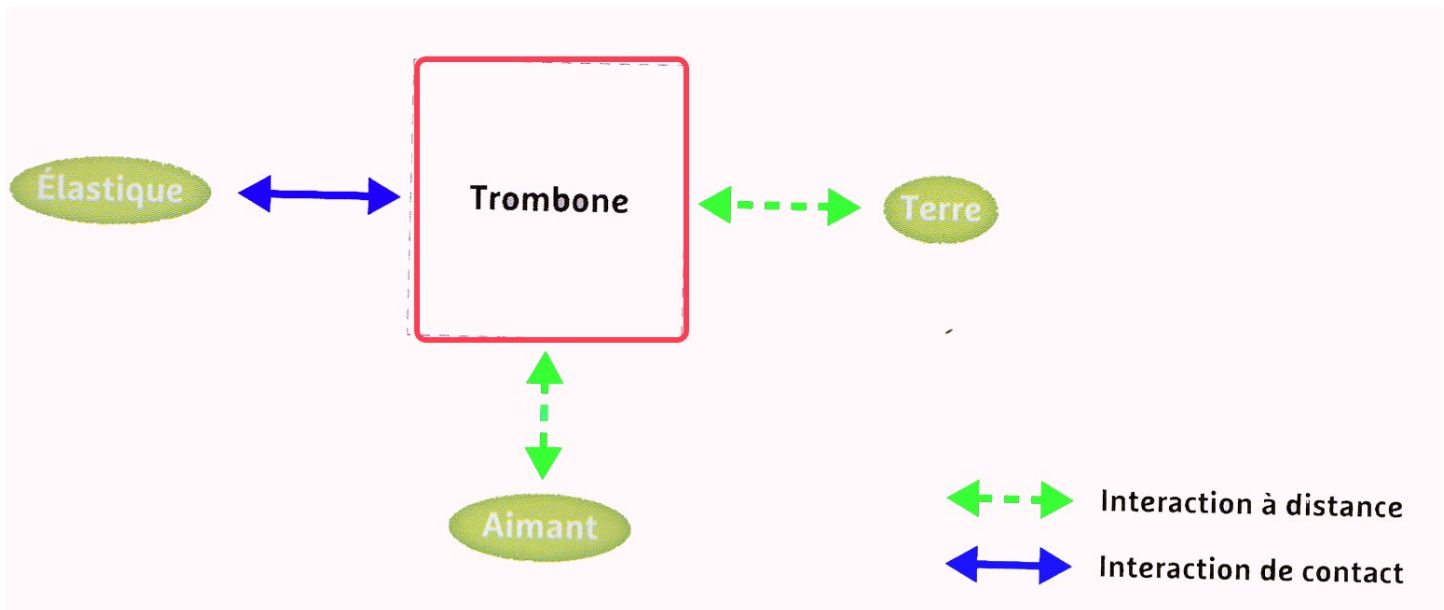 Élastique
Trombone
Terre
Aimant
Interaction à distance
Interaction de contact